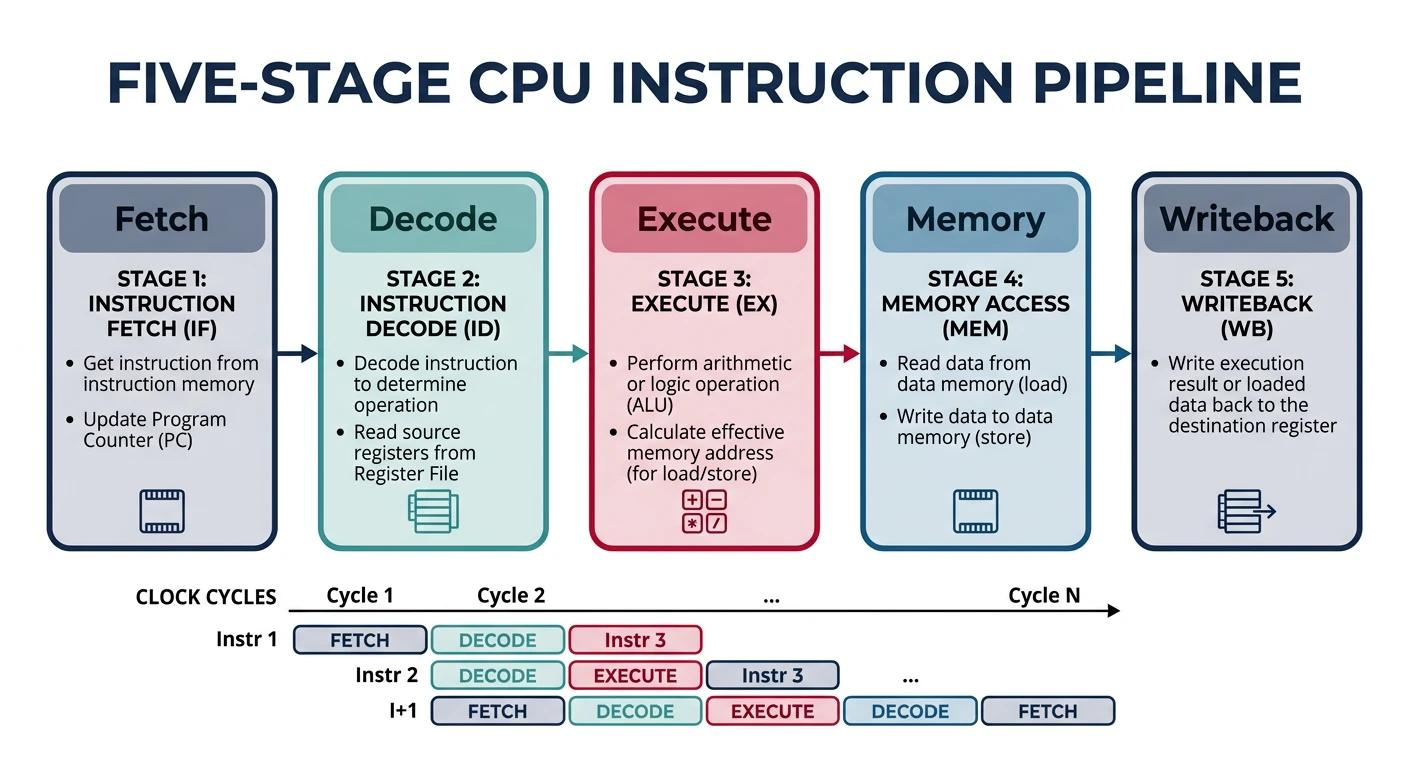 FIVE-STAGE CPU INSTRUCTION PIPELINE
Fetch
STAGE 1:
INSTRUCTION
FETCH (IF)
• Get instruction from
instruction memory
• Update Program
Counter (PC)
Decode
STAGE 2:
INSTRUCTION
DECODE (ID)
• Decode instruction
to determine
operation
• Read source
registers from
Register File
Execute
STAGE 3:
EXECUTE (EX)
• Perform arithmetic
or logic operation
(ALU)
• Calculate effective
memory address
(for load/store)
+ −
* /
Memory
STAGE 4:
MEMORY ACCESS
(MEM)
• Read data from
data memory (load)
• Write data to data
memory (store)
Writeback
STAGE 5:
WRITEBACK
(WB)
• Write execution
result or loaded
data back to the
destination register
CLOCK CYCLES Cycle 1 Cycle 2 ... Cycle N
Instr 1 FETCH DECODE Instr 3
Instr 2 DECODE EXECUTE Instr 3 ...
I+1 FETCH DECODE EXECUTE DECODE FETCH